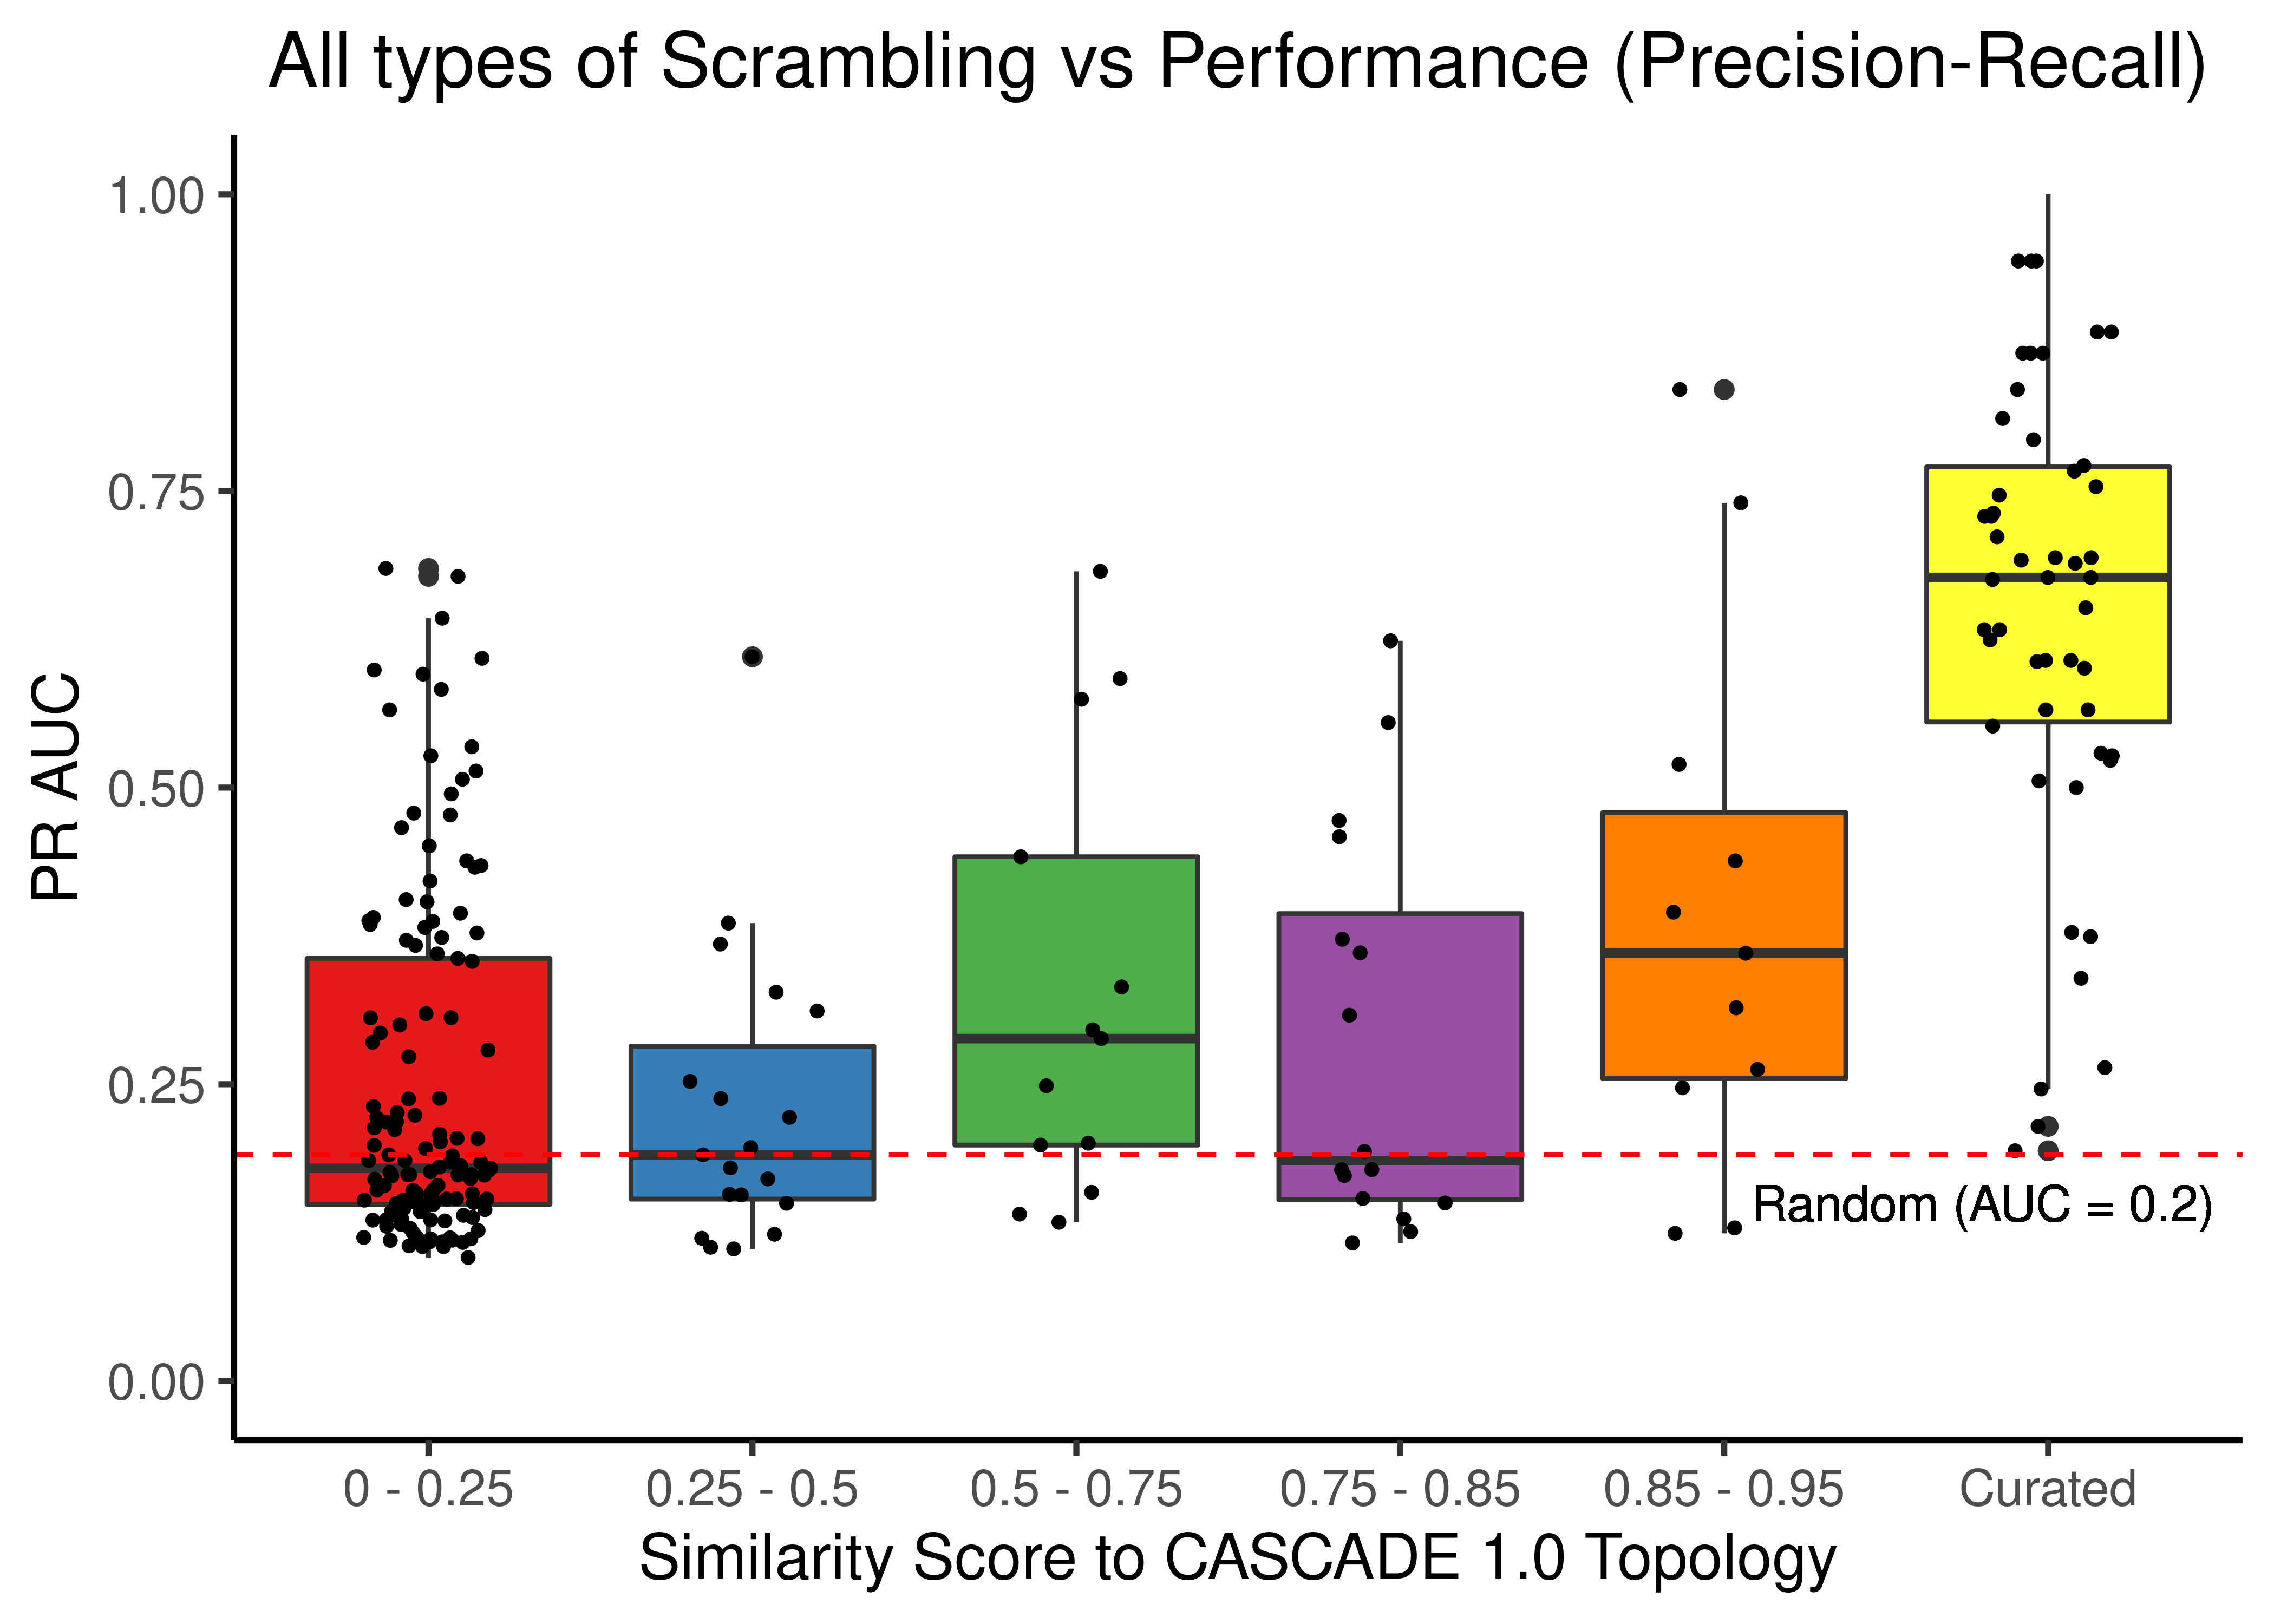 All types of Scrambling vs Performance (Precision-Recall)
PR AUC
1.00
0.75
0.50
0.25
0.00
Random (AUC = 0.2)
0 - 0.25
0.25 - 0.5
0.5 - 0.75
0.75 - 0.85
0.85 - 0.95
Curated
Similarity Score to CASCADE 1.0 Topology